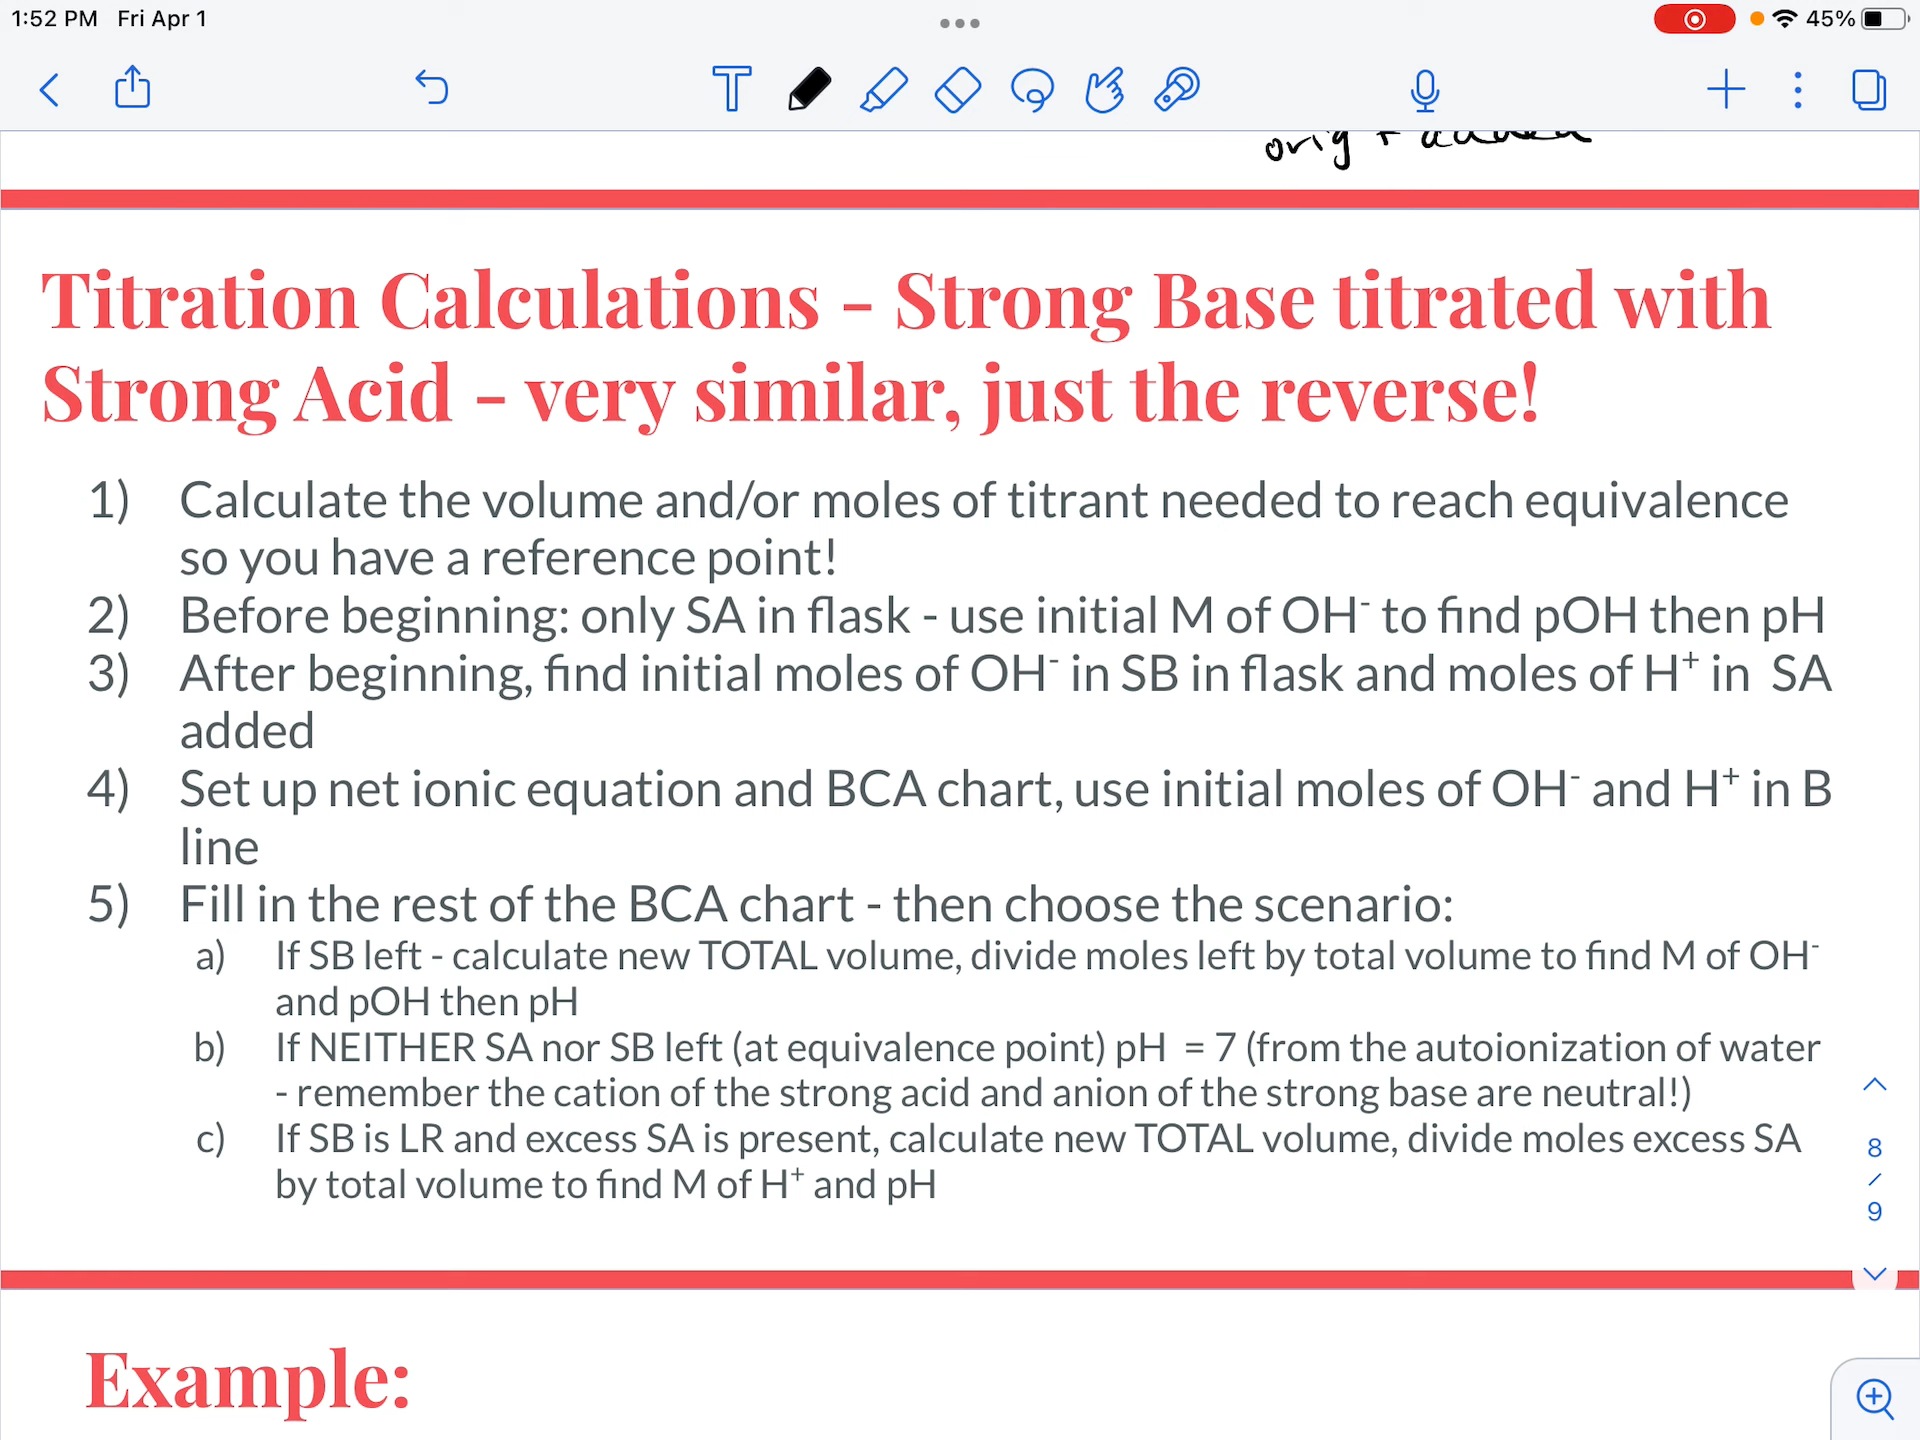 1:52 PM Fri Apr 1
45%
orig + added
Titration Calculations - Strong Base titrated with
Strong Acid - very similar, just the reverse!
1) Calculate the volume and/or moles of titrant needed to reach equivalence
so you have a reference point!
2) Before beginning: only SA in flask - use initial M of OH⁻ to find pOH then pH
3) After beginning, find initial moles of OH⁻ in SB in flask and moles of H⁺ in SA
added
4) Set up net ionic equation and BCA chart, use initial moles of OH⁻ and H⁺ in B
line
5) Fill in the rest of the BCA chart - then choose the scenario:
a) If SB left - calculate new TOTAL volume, divide moles left by total volume to find M of OH⁻
and pOH then pH
b) If NEITHER SA nor SB left (at equivalence point) pH = 7 (from the autoionization of water
- remember the cation of the strong acid and anion of the strong base are neutral!)
c) If SB is LR and excess SA is present, calculate new TOTAL volume, divide moles excess SA
by total volume to find M of H⁺ and pH
8
/
9
Example: